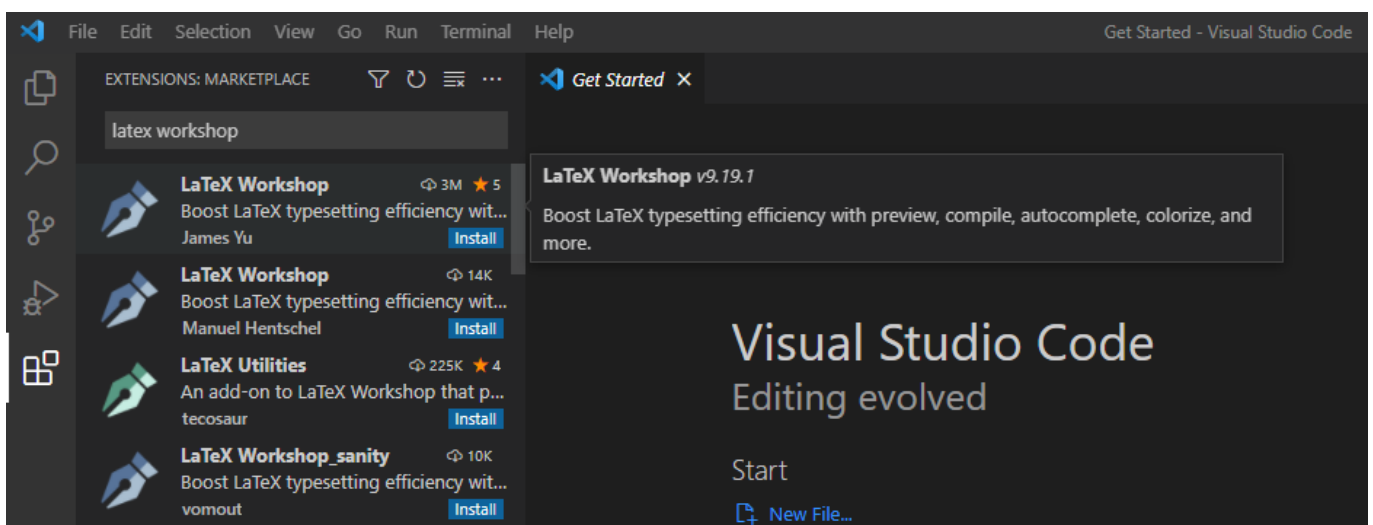 File Edit Selection View Go Run Terminal Help Get Started - Visual Studio Code
EXTENSIONS: MARKETPLACE
Get Started
latex workshop
LaTeX Workshop 3M 5
Boost LaTeX typesetting efficiency wit...
James Yu Install
LaTeX Workshop 14K
Boost LaTeX typesetting efficiency wit...
Manuel Hentschel Install
LaTeX Utilities 225K 4
An add-on to LaTeX Workshop that p...
tecosaur Install
LaTeX Workshop_sanity 10K
Boost LaTeX typesetting efficiency wit...
vomout Install
LaTeX Workshop v9.19.1
Boost LaTeX typesetting efficiency with preview, compile, autocomplete, colorize, and
more.
Visual Studio Code
Editing evolved
Start
New File...